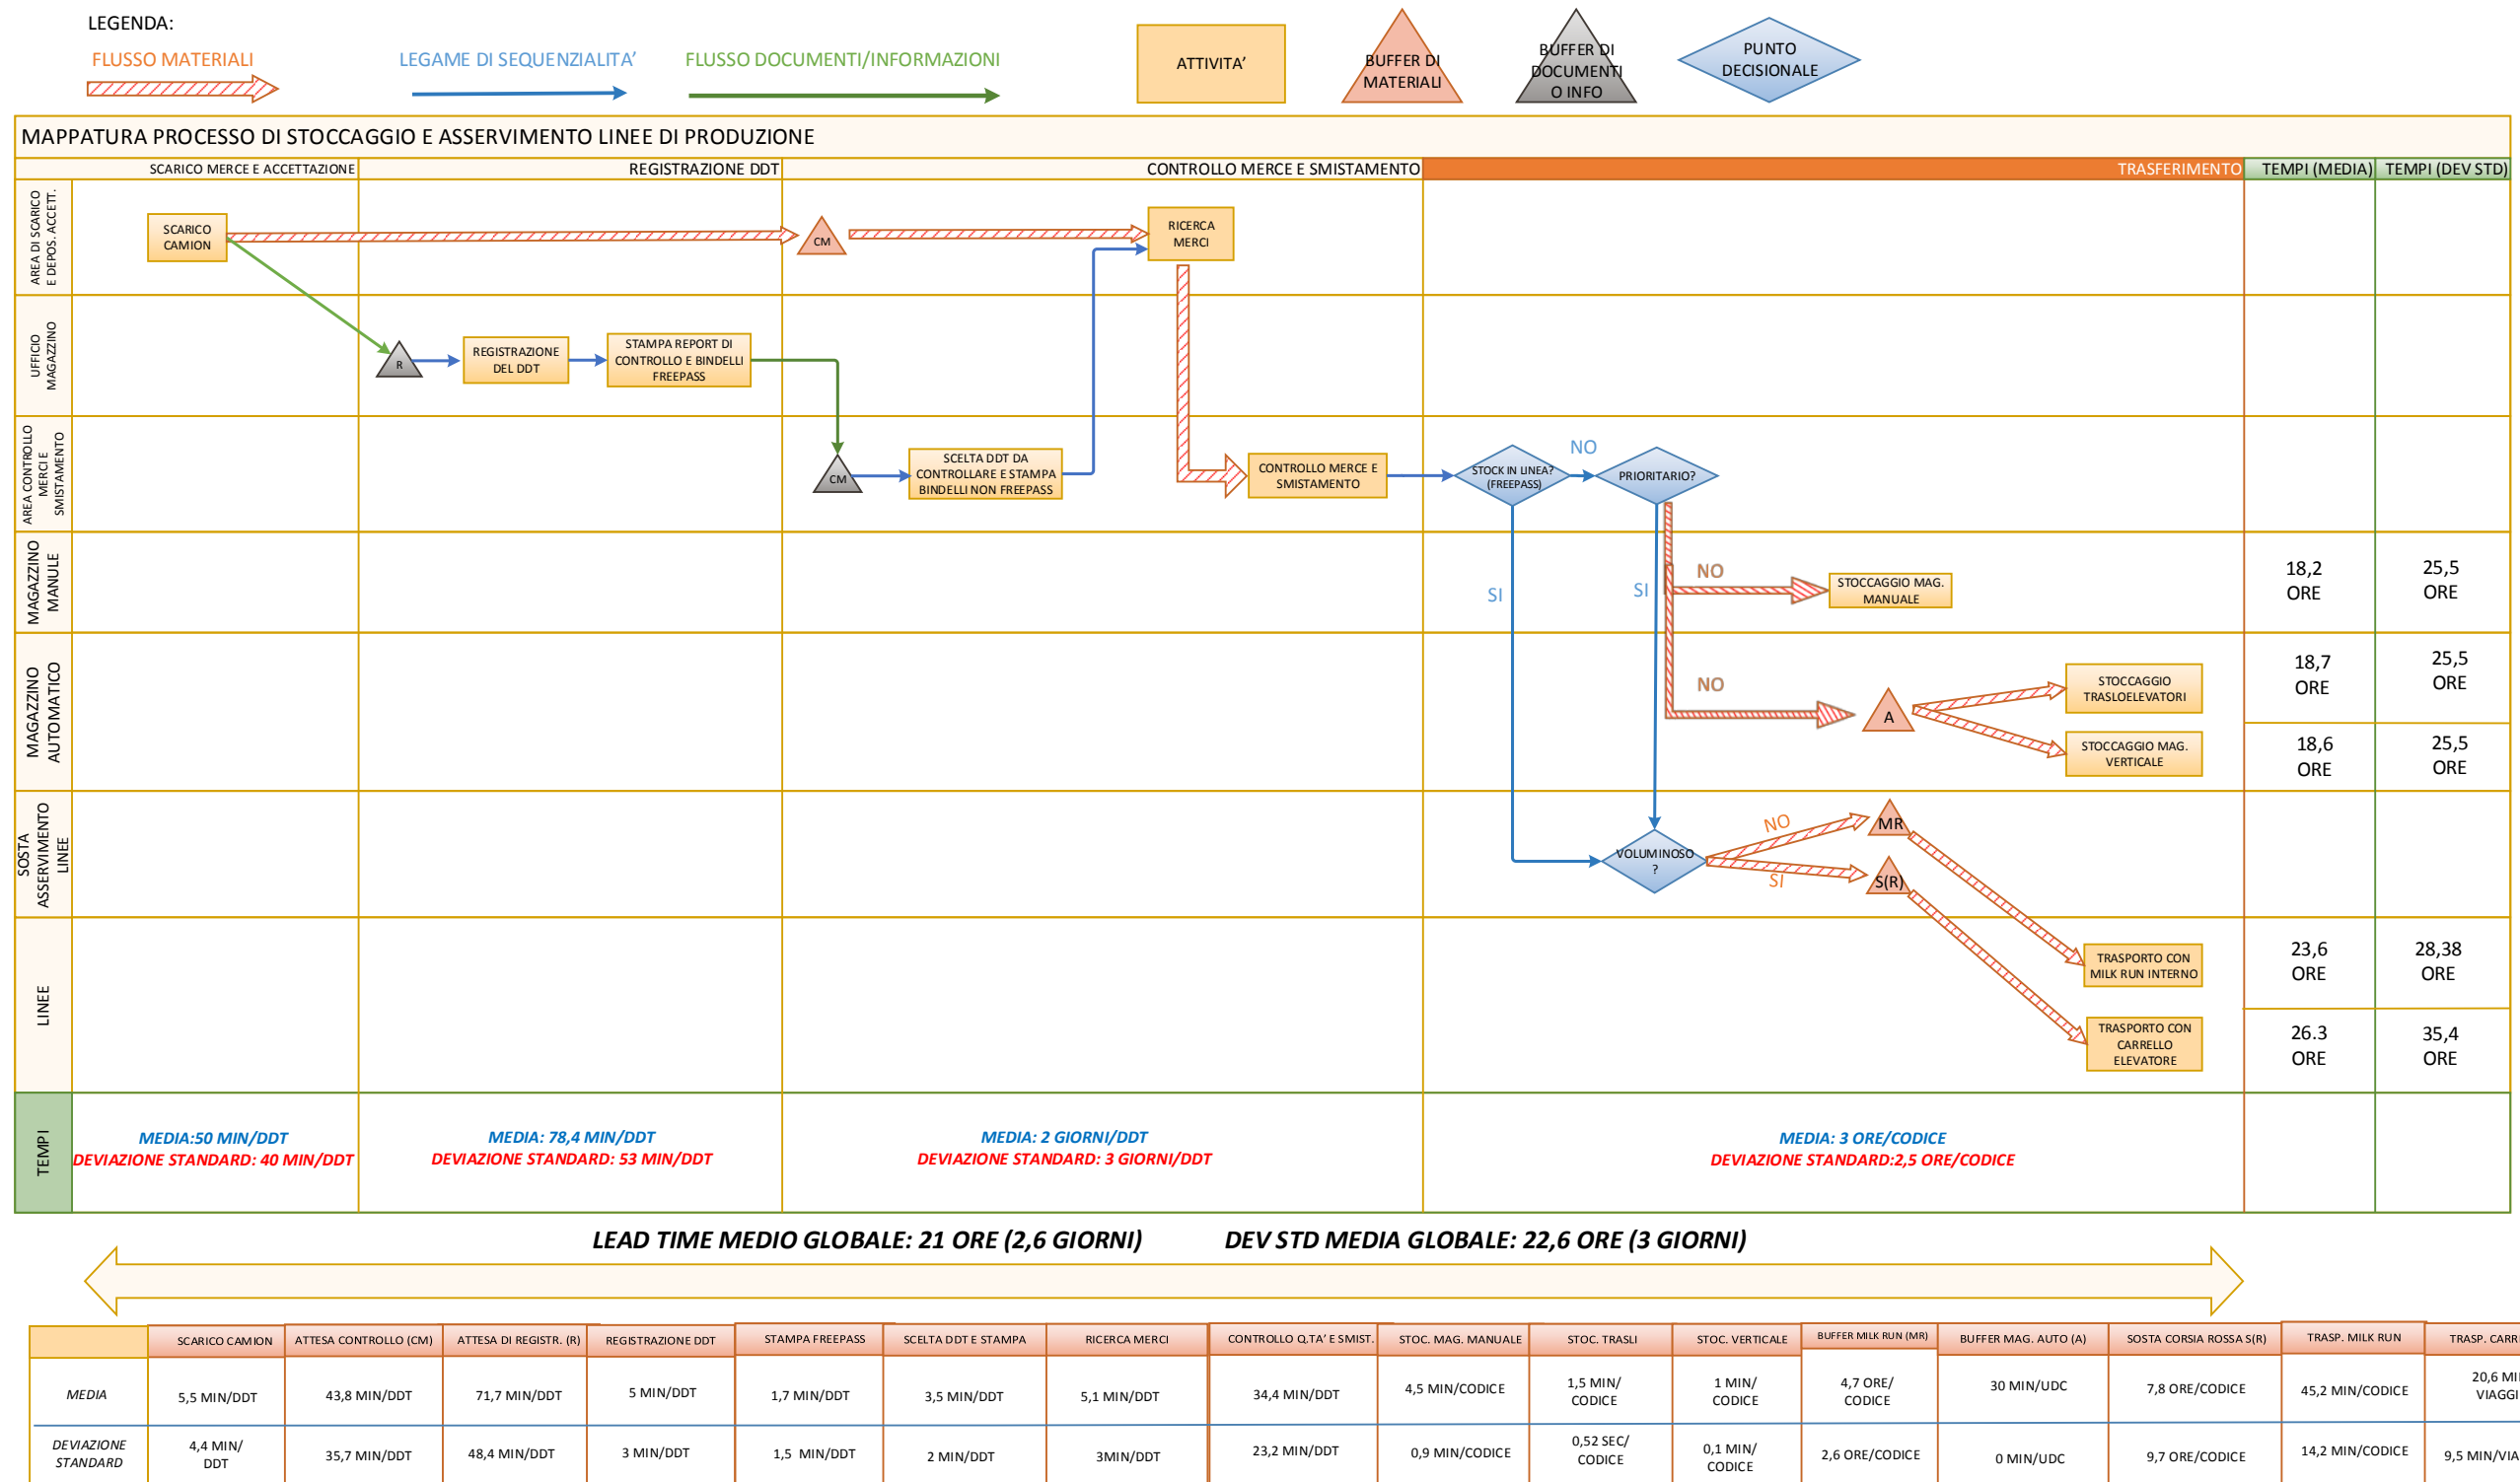 LEGENDA:
FLUSSO MATERIALI
LEGAME DI SEQUENZIALITA’
FLUSSO DOCUMENTI/INFORMAZIONI
ATTIVITA’
BUFFER DI
MATERIALI
BUFFER DI
DOCUMENTI
O INFO
PUNTO
DECISIONALE
MAPPATURA PROCESSO DI STOCCAGGIO E ASSERVIMENTO LINEE DI PRODUZIONE
SCARICO MERCE E ACCETTAZIONE
REGISTRAZIONE DDT
CONTROLLO MERCE E SMISTAMENTO
TRASFERIMENTO
TEMPI (MEDIA)
TEMPI (DEV STD)
AREA DI SCARICO
E DEPOS. ACCETT.
SCARICO
CAMION
CM
RICERCA
MERCI
UFFICIO
MAGAZZINO
R
REGISTRAZIONE
DEL DDT
STAMPA REPORT DI
CONTROLLO E BINDELLI
FREEPASS
AREA CONTROLLO
MERCI E
SMISTAMENTO
CM
SCELTA DDT DA
CONTROLLARE E STAMPA
BINDELLI NON FREEPASS
CONTROLLO MERCE E
SMISTAMENTO
STOCK IN LINEA?
(FREEPASS)
NO
PRIORITARIO?
MAGAZZINO
MANULE
SI
SI
NO
STOCCAGGIO MAG.
MANUALE
18,2
ORE
25,5
ORE
MAGAZZINO
AUTOMATICO
NO
A
STOCCAGGIO
TRASLOELEVATORI
18,7
ORE
25,5
ORE
STOCCAGGIO MAG.
VERTICALE
18,6
ORE
25,5
ORE
SOSTA
ASSERVIMENTO
LINEE
VOLUMINOSO
?
NO
SI
MR
S(R)
LINEE
TRASPORTO CON
MILK RUN INTERNO
23,6
ORE
28,38
ORE
TRASPORTO CON
CARRELLO
ELEVATORE
26.3
ORE
35,4
ORE
TEMPI
MEDIA:50 MIN/DDT
DEVIAZIONE STANDARD: 40 MIN/DDT
MEDIA: 78,4 MIN/DDT
DEVIAZIONE STANDARD: 53 MIN/DDT
MEDIA: 2 GIORNI/DDT
DEVIAZIONE STANDARD: 3 GIORNI/DDT
MEDIA: 3 ORE/CODICE
DEVIAZIONE STANDARD:2,5 ORE/CODICE
LEAD TIME MEDIO GLOBALE: 21 ORE (2,6 GIORNI)
DEV STD MEDIA GLOBALE: 22,6 ORE (3 GIORNI)
SCARICO CAMION
ATTESA CONTROLLO (CM)
ATTESA DI REGISTR. (R)
REGISTRAZIONE DDT
STAMPA FREEPASS
SCELTA DDT E STAMPA
RICERCA MERCI
CONTROLLO Q.TA’ E SMIST.
STOC. MAG. MANUALE
STOC. TRASLI
STOC. VERTICALE
BUFFER MILK RUN (MR)
BUFFER MAG. AUTO (A)
SOSTA CORSIA ROSSA S(R)
TRASP. MILK RUN
TRASP.
MEDIA
5,5 MIN/DDT
43,8 MIN/DDT
71,7 MIN/DDT
5 MIN/DDT
1,7 MIN/DDT
3,5 MIN/DDT
5,1 MIN/DDT
34,4 MIN/DDT
4,5 MIN/CODICE
1,5 MIN/
CODICE
1 MIN/
CODICE
4,7 ORE/
CODICE
30 MIN/UDC
7,8 ORE/CODICE
45,2 MIN/CODICE
20,6
DEVIAZIONE
STANDARD
4,4 MIN/
DDT
35,7 MIN/DDT
48,4 MIN/DDT
3 MIN/DDT
1,5 MIN/DDT
2 MIN/DDT
3MIN/DDT
23,2 MIN/DDT
0,9 MIN/CODICE
0,52 SEC/
CODICE
0,1 MIN/
CODICE
2,6 ORE/CODICE
0 MIN/UDC
9,7 ORE/CODICE
14,2 MIN/CODICE
9,5